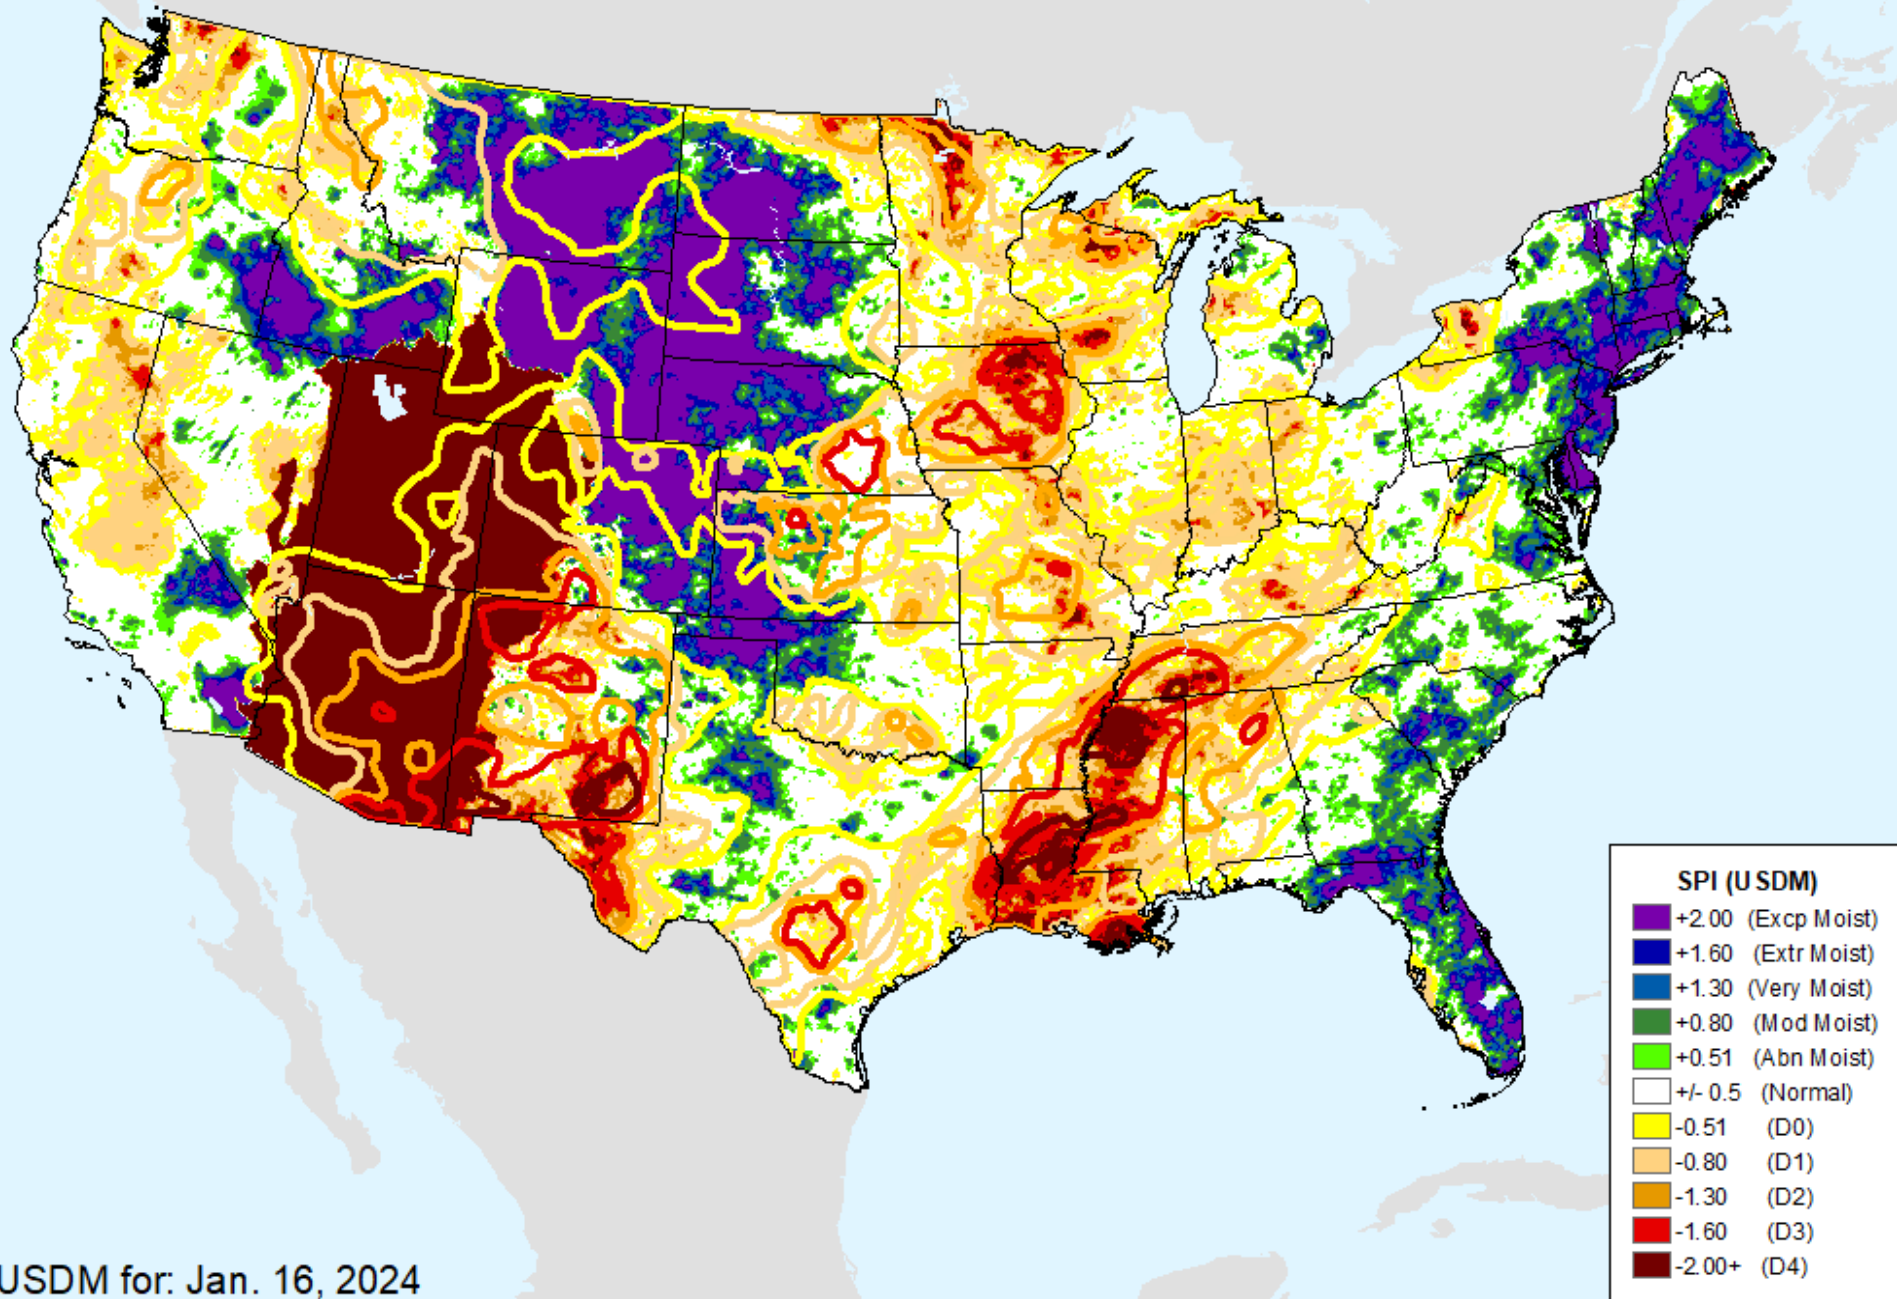 SPI (USDM)
+2.00 (Excp Moist)
+1.60 (Extr Moist)
+1.30 (Very Moist)
+0.80 (Mod Moist)
+0.51 (Abn Moist)
+/- 0.5 (Normal)
-0.51 (D0)
-0.80 (D1)
-1.30 (D2)
-1.60 (D3)
-2.00+ (D4)
USDM for: Jan. 16, 2024